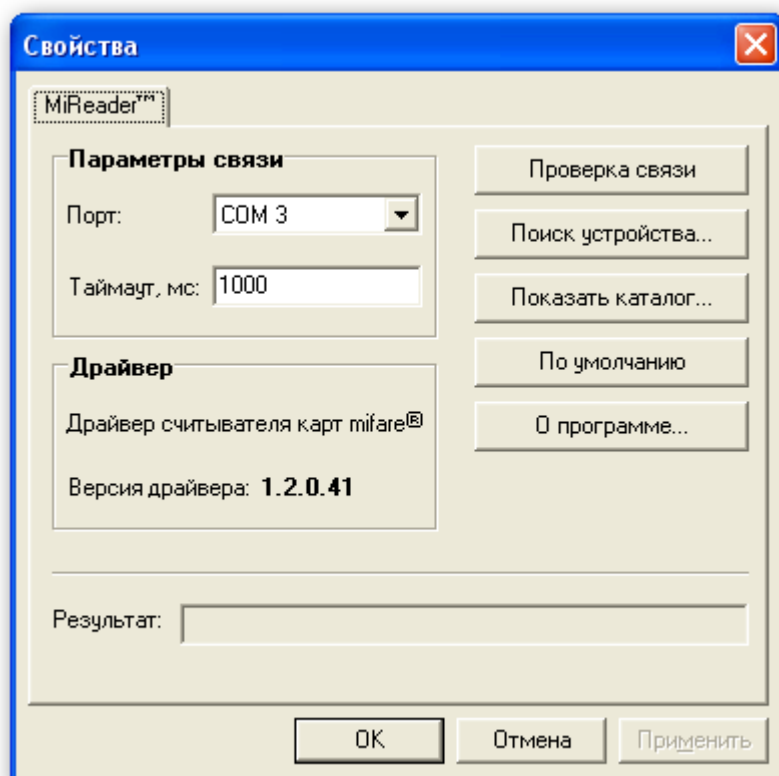 Свойства
MiReader™
Параметры связи
Порт: COM 3
Таймаут, мс: 1000
Драйвер
Драйвер считывателя карт mifare®
Версия драйвера: 1.2.0.41
Проверка связи
Поиск устройства...
Показать каталог...
По умолчанию
О программе...
Результат:
OK
Отмена
Применить